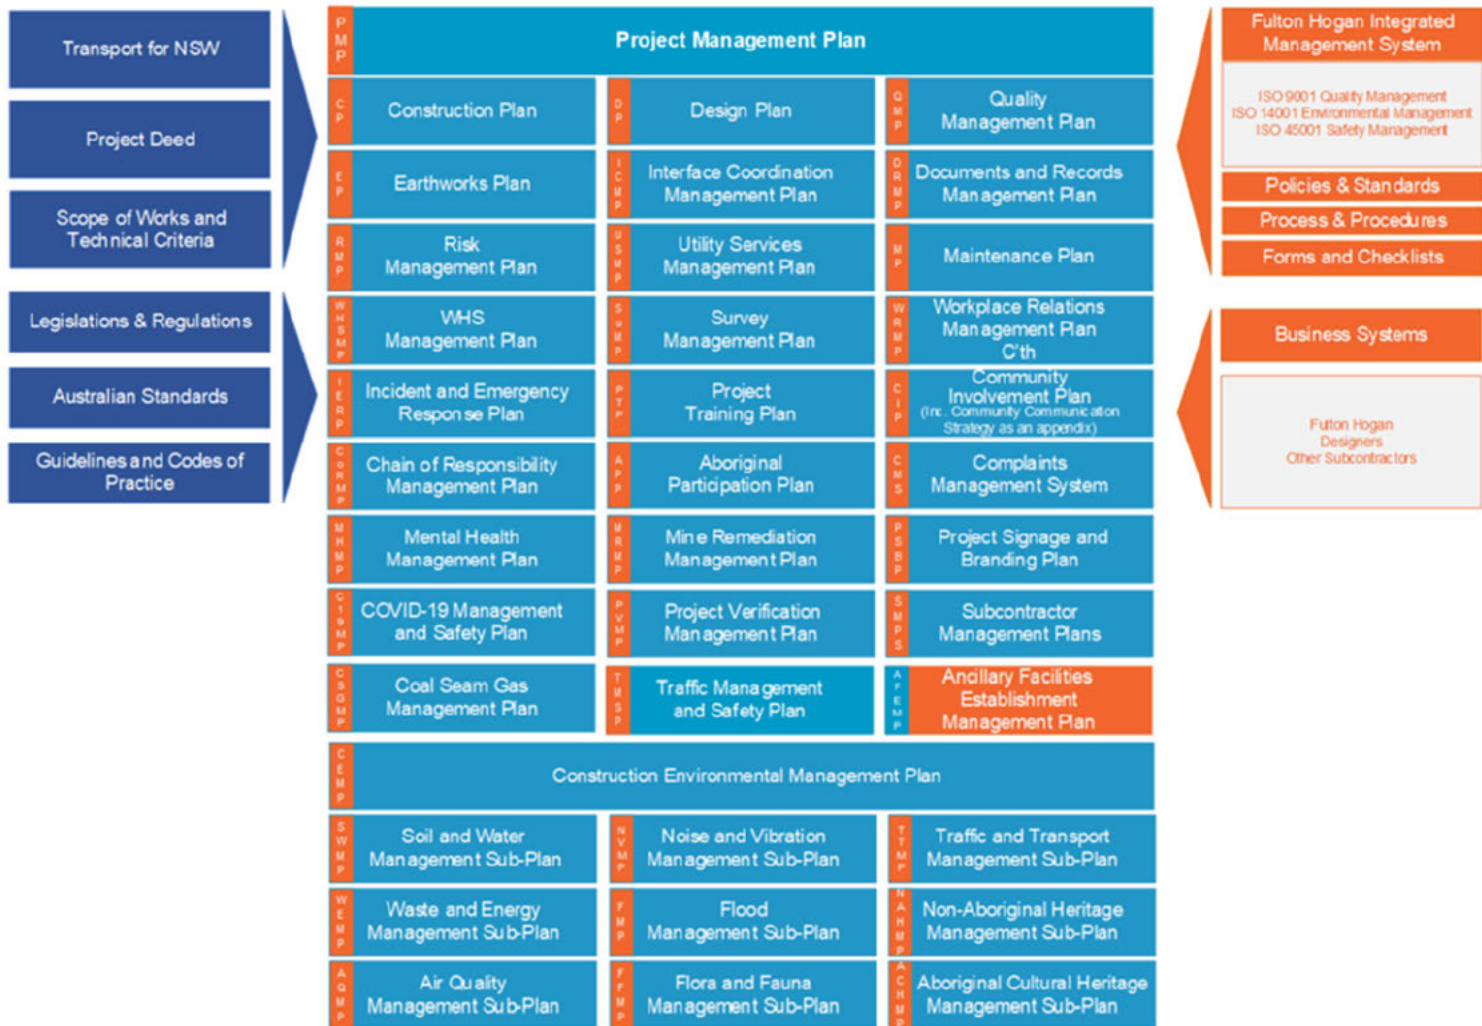 Transport for NSW
Project Deed
Scope of Works and
Technical Criteria
Legislations & Regulations
Australian Standards
Guidelines and Codes of
Practice
PMP
Project Management Plan
CP
Construction Plan
DP
Design Plan
QMP
Quality
Management Plan
EP
Earthworks Plan
ICMP
Interface Coordination
Management Plan
DRMP
Documents and Records
Management Plan
RMP
Risk
Management Plan
USMP
Utility Services
Management Plan
MP
Maintenance Plan
WHSMP
WHS
Management Plan
SuMP
Survey
Management Plan
WRMP
Workplace Relations
Management Plan
C'th
IERP
Incident and Emergency
Response Plan
PTP
Project
Training Plan
CIP
Community
Involvement Plan
(Inc. Community Communication
Strategy as an appendix)
CoRMP
Chain of Responsibility
Management Plan
APP
Aboriginal
Participation Plan
CMS
Complaints
Management System
MHMP
Mental Health
Management Plan
MRMP
Mine Remediation
Management Plan
PSBP
Project Signage and
Branding Plan
C19MP
COVID-19 Management
and Safety Plan
PVMP
Project Verification
Management Plan
SMPS
Subcontractor
Management Plans
CSGMP
Coal Seam Gas
Management Plan
TMSP
Traffic Management
and Safety Plan
AFEMP
Ancillary Facilities
Establishment
Management Plan
CEMP
Construction Environmental Management Plan
SWMP
Soil and Water
Management Sub-Plan
NVMP
Noise and Vibration
Management Sub-Plan
TTMP
Traffic and Transport
Management Sub-Plan
WEMP
Waste and Energy
Management Sub-Plan
FMP
Flood
Management Sub-Plan
NAHMP
Non-Aboriginal Heritage
Management Sub-Plan
AQMP
Air Quality
Management Sub-Plan
FFMP
Flora and Fauna
Management Sub-Plan
ACHMP
Aboriginal Cultural Heritage
Management Sub-Plan
Fulton Hogan Integrated
Management System
ISO 9001 Quality Management
ISO 14001 Environmental Management
ISO 45001 Safety Management
Policies & Standards
Process & Procedures
Forms and Checklists
Business Systems
Fulton Hogan
Designers
Other Subcontractors